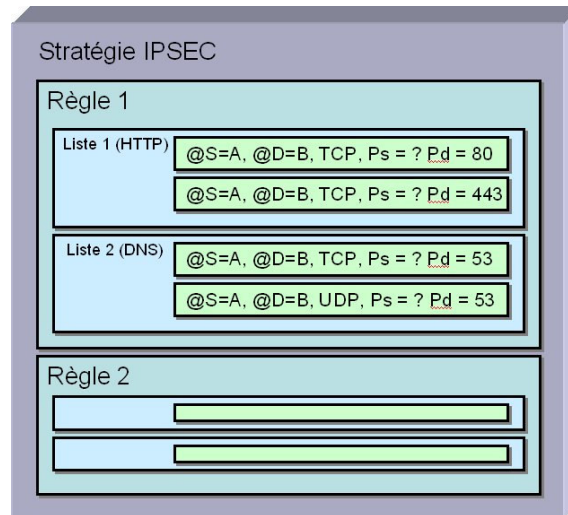 Stratégie IPSEC
Règle 1
Liste 1 (HTTP)
@S=A, @D=B, TCP, Ps = ? Pd = 80
@S=A, @D=B, TCP, Ps = ? Pd = 443
Liste 2 (DNS)
@S=A, @D=B, TCP, Ps = ? Pd = 53
@S=A, @D=B, UDP, Ps = ? Pd = 53
Règle 2